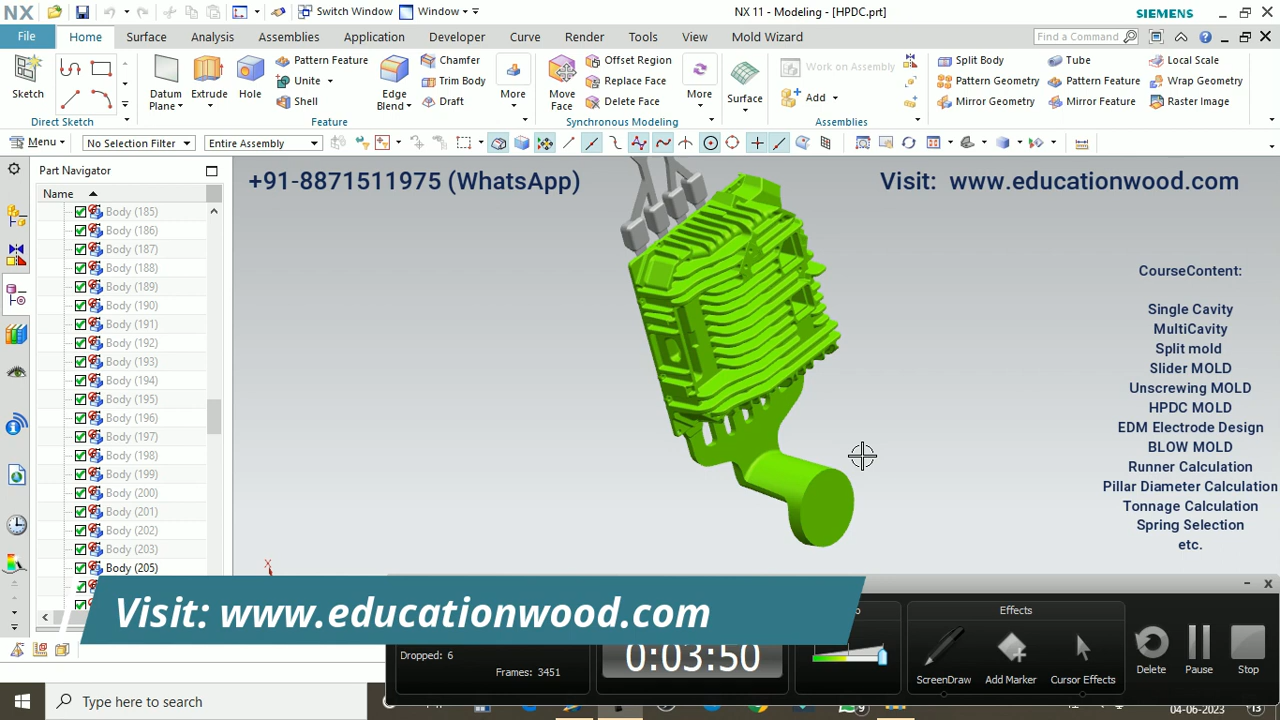 NX
Switch Window
Window
NX 11 - Modeling - [HPDC.prt]
SIEMENS
File
Home
Surface
Analysis
Assemblies
Application
Developer
Curve
Render
Tools
View
Mold Wizard
Find a Command
Sketch
Direct Sketch
Datum
Plane
Extrude
Hole
Pattern Feature
Unite
Shell
Edge
Blend
Chamfer
Trim Body
Draft
More
Feature
Move
Face
Offset Region
Replace Face
Delete Face
More
Synchronous Modeling
Surface
Work on Assembly
Add
Assemblies
Split Body
Pattern Geometry
Mirror Geometry
Tube
Pattern Feature
Mirror Feature
Local Scale
Wrap Geometry
Raster Image
Menu
No Selection Filter
Entire Assembly
Part Navigator
Name
Body (185)
Body (186)
Body (187)
Body (188)
Body (189)
Body (190)
Body (191)
Body (192)
Body (193)
Body (194)
Body (195)
Body (196)
Body (197)
Body (198)
Body (199)
Body (200)
Body (201)
Body (202)
Body (203)
Body (205)
+91-8871511975 (WhatsApp)
Visit: www.educationwood.com
CourseContent:
Single Cavity
MultiCavity
Split mold
Slider MOLD
Unscrewing MOLD
HPDC MOLD
EDM Electrode Design
BLOW MOLD
Runner Calculation
Pillar Diameter Calculation
Tonnage Calculation
Spring Selection
etc.
X
Visit: www.educationwood.com
Dropped: 6
Frames: 3451
0:03:50
Effects
ScreenDraw
Add Marker
Cursor Effects
Delete
Pause
Stop
Type here to search
04-06-2023